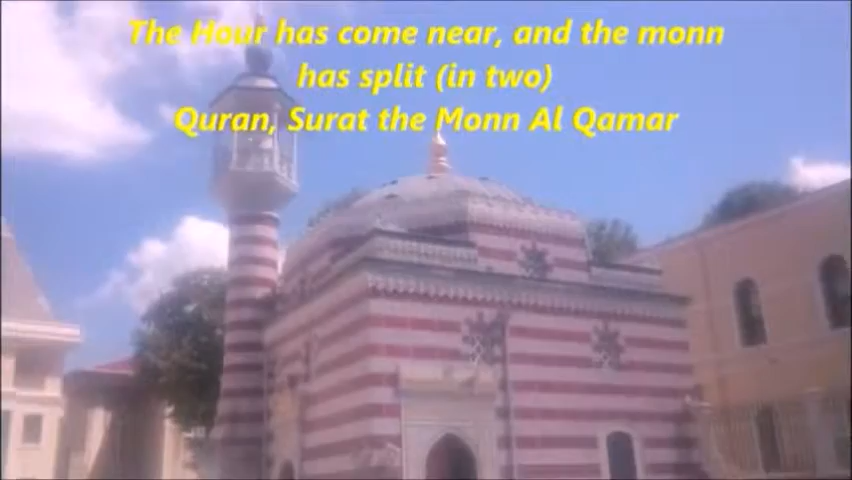 The Hour has come near, and the monn
has split (in two)
Quran, Surat the Monn Al Qamar